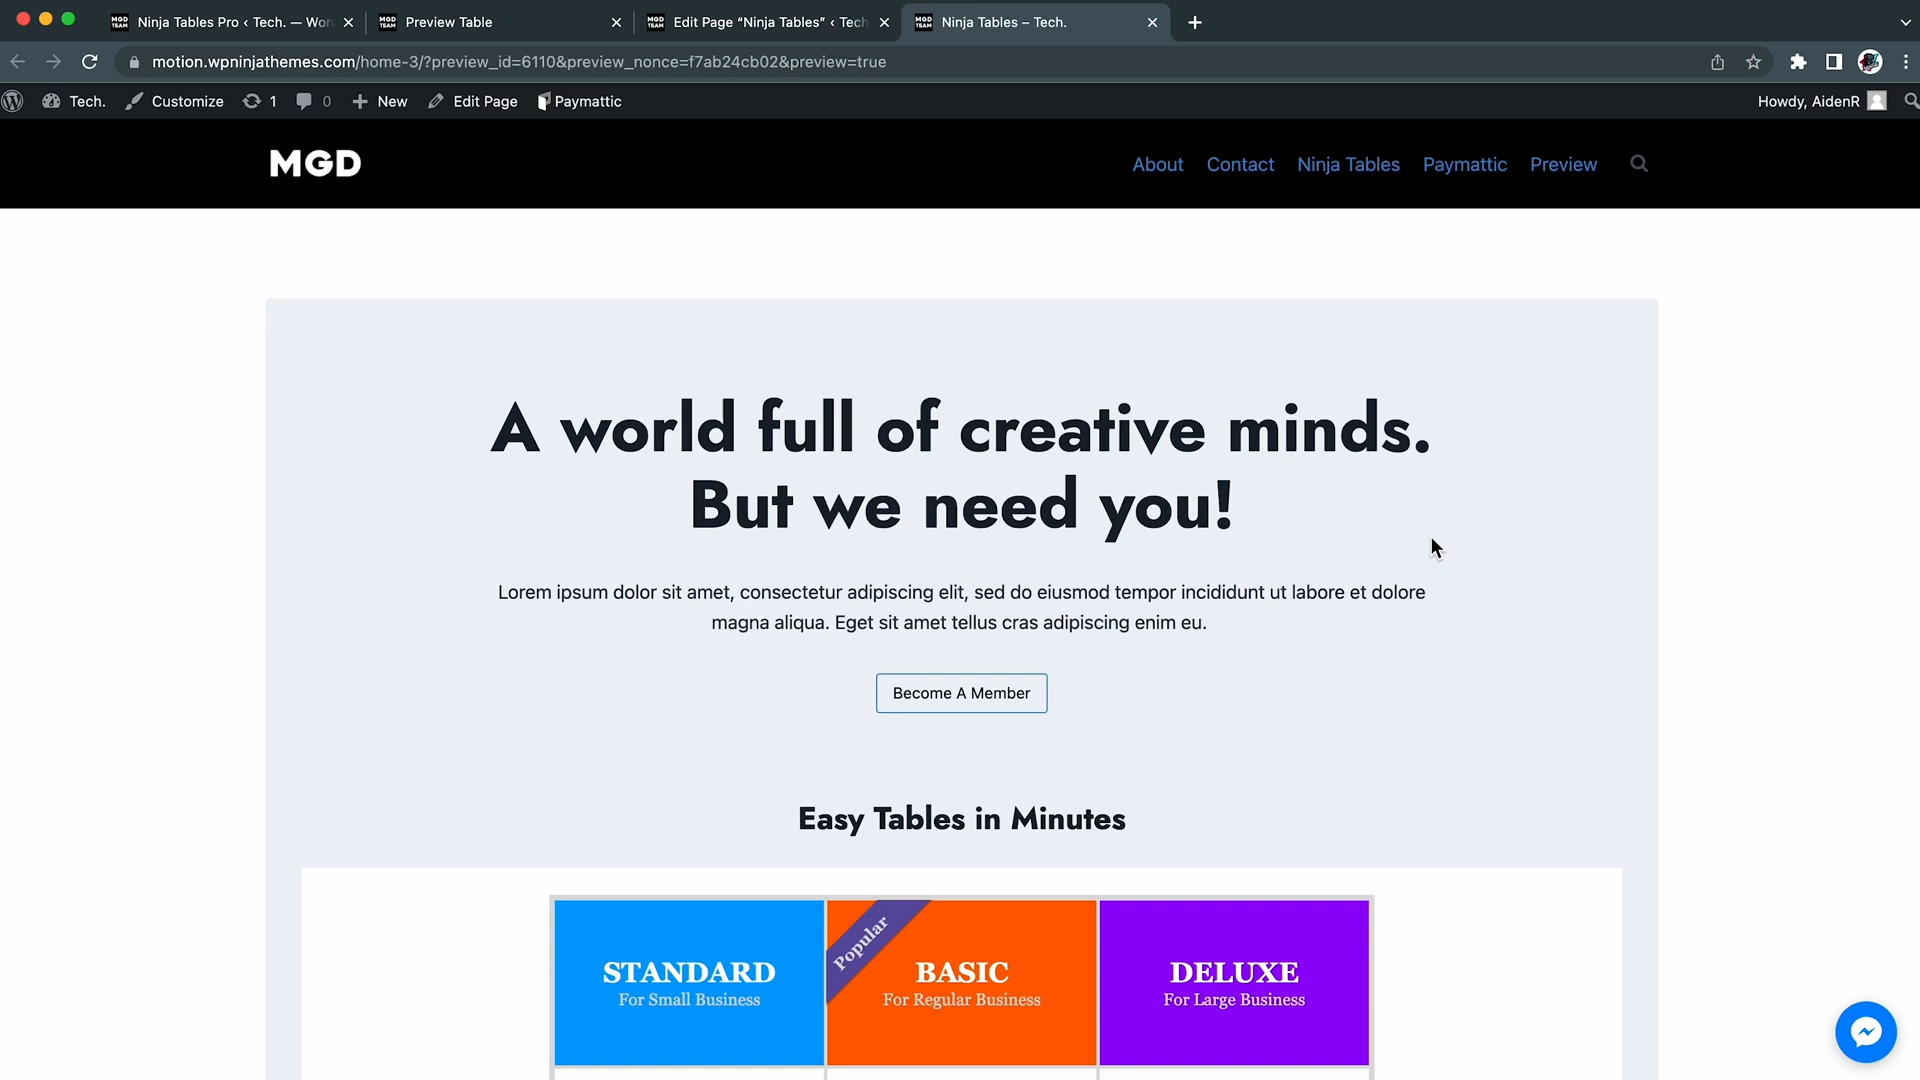 Ninja Tables Pro ‹ Tech. — Wor
Preview Table
Edit Page “Ninja Tables” ‹ Tech
Ninja Tables – Tech.
motion.wpninjathemes.com/home-3/?preview_id=6110&preview_nonce=f7ab24cb02&preview=true
Tech. Customize 1 0 New Edit Page Paymattic Howdy, AidenR
MGD
About Contact Ninja Tables Paymattic Preview
A world full of creative minds.
But we need you!
Lorem ipsum dolor sit amet, consectetur adipiscing elit, sed do eiusmod tempor incididunt ut labore et dolore
magna aliqua. Eget sit amet tellus cras adipiscing enim eu.
Become A Member
Easy Tables in Minutes
STANDARD
For Small Business
Popular
BASIC
For Regular Business
DELUXE
For Large Business